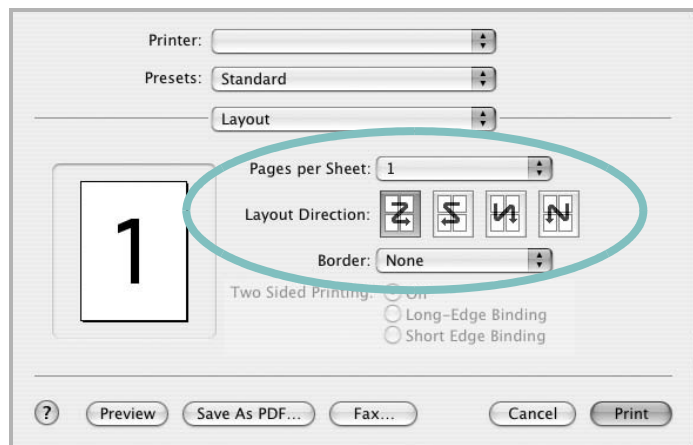 Printer:
Presets: Standard
Layout
Pages per Sheet: 1
Layout Direction:
Border: None
1
Two Sided Printing: Off
Long-Edge Binding
Short Edge Binding
? Preview Save As PDF... Fax... Cancel Print